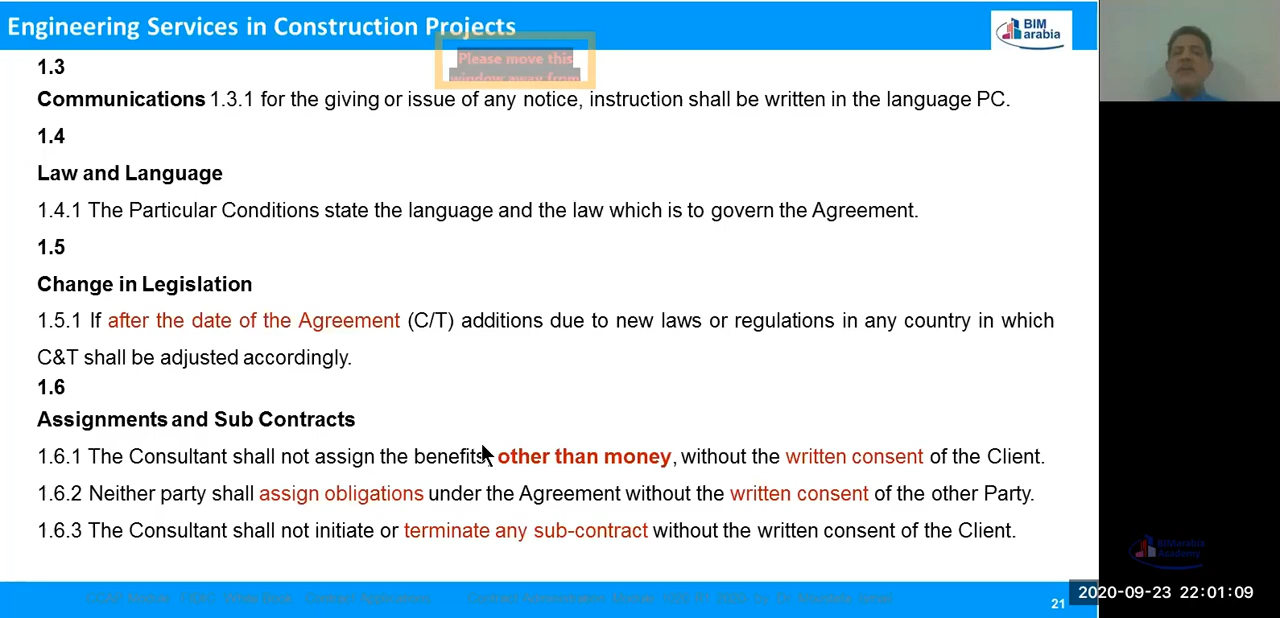 Engineering Services in Construction Projects
BIM
arabia
Please move this
window away from
1.3
Communications 1.3.1 for the giving or issue of any notice, instruction shall be written in the language PC.
1.4
Law and Language
1.4.1 The Particular Conditions state the language and the law which is to govern the Agreement.
1.5
Change in Legislation
1.5.1 If after the date of the Agreement (C/T) additions due to new laws or regulations in any country in which
C&T shall be adjusted accordingly.
1.6
Assignments and Sub Contracts
1.6.1 The Consultant shall not assign the benefits other than money, without the written consent of the Client.
1.6.2 Neither party shall assign obligations under the Agreement without the written consent of the other Party.
1.6.3 The Consultant shall not initiate or terminate any sub-contract without the written consent of the Client.
BIMarabia
Academy
21
2020-09-23 22:01:09